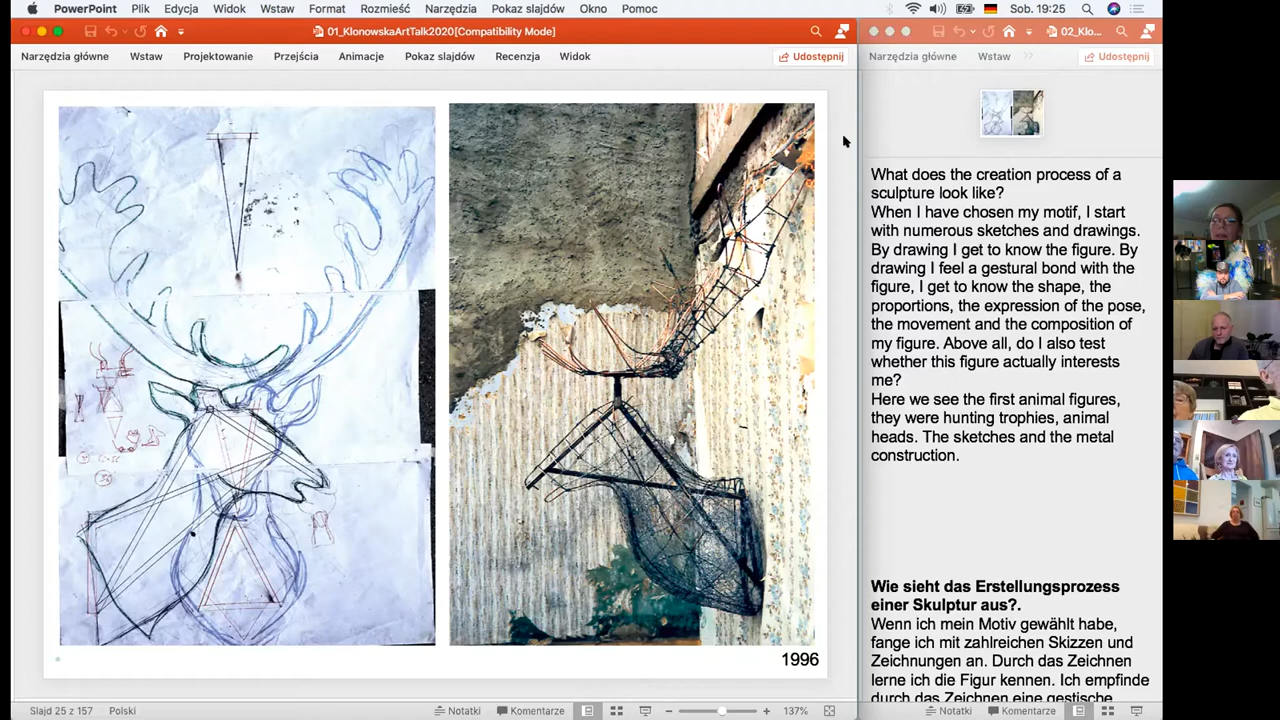 PowerPoint Plik Edycja Widok Wstaw Format Rozmieść Narzędzia Pokaz slajdów Okno Pomoc Sob. 19:25
01_KlonowskaArtTalk2020[Compatibility Mode]
02_Klo...
Narzędzia główne Wstaw Projektowanie Przejścia Animacje Pokaz slajdów Recenzja Widok Udostępnij
Narzędzia główne Wstaw Udostępnij
What does the creation process of a
sculpture look like?
When I have chosen my motif, I start
with numerous sketches and drawings.
By drawing I get to know the figure. By
drawing I feel a gestural bond with the
figure, I get to know the shape, the
proportions, the expression of the pose,
the movement and the composition of
my figure. Above all, do I also test
whether this figure actually interests
me?
Here we see the first animal figures,
they were hunting trophies, animal
heads. The sketches and the metal
construction.
Wie sieht das Erstellungsprozess
einer Skulptur aus?.
Wenn ich mein Motiv gewählt habe,
fange ich mit zahlreichen Skizzen und
Zeichnungen an. Durch das Zeichnen
lerne ich die Figur kennen. Ich empfinde
durch das Zeichnen eine gestische
1996
Slajd 25 z 157 Polski Notatki Komentarze 137%
Notatki Komentarze